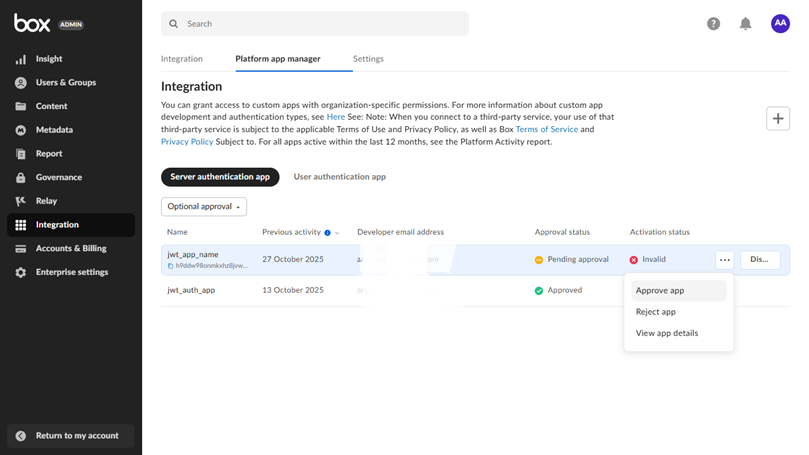 box ADMIN
Search
AA
Insight
Users & Groups
Content
Metadata
Report
Governance
Relay
Integration
Accounts & Billing
Enterprise settings
Return to my account
Integration Platform app manager Settings
Integration
You can grant access to custom apps with organization-specific permissions. For more information about custom app
development and authentication types, see Here See: Note: When you connect to a third-party service, your use of that
third-party service is subject to the applicable Terms of Use and Privacy Policy, as well as Box Terms of Service and
Privacy Policy Subject to. For all apps active within the last 12 months, see the Platform Activity report.
Server authentication app User authentication app
Optional approval
Name Previous activity Developer email address Approval status Activation status
jwt_app_name 27 October 2025 Pending approval Invalid ... Dis...
jwt_auth_app 13 October 2025 Approved
Approve app
Reject app
View app details